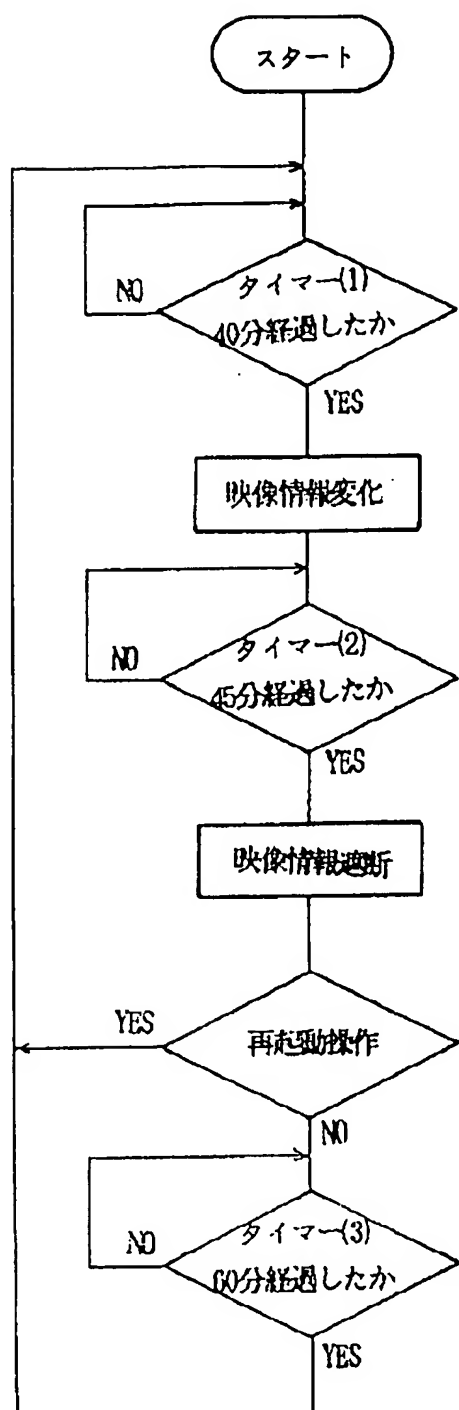 スタート
タイマー(1)
NO
40分経過したか
YES
映像情報変化
タイマー(2)
NO
45分経過したか
YES
映像情報遮断
YES
再起動操作
NO
タイマー(3)
NO
60分経過したか
YES